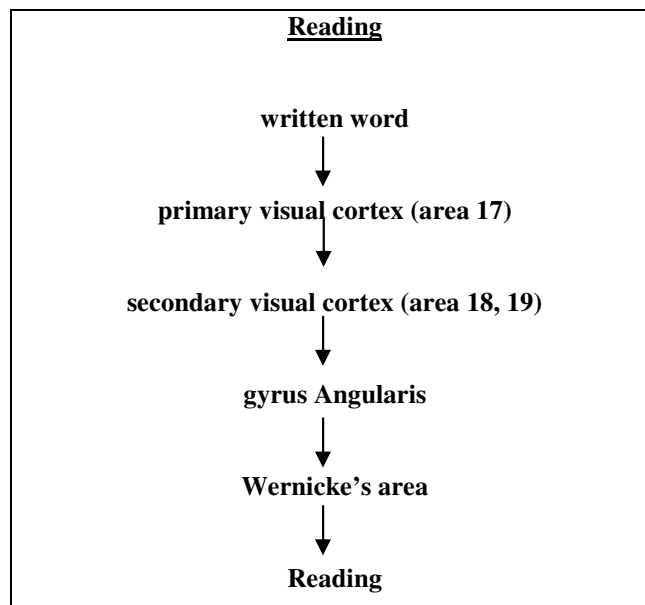 Reading
written word
primary visual cortex (area 17)
secondary visual cortex (area 18, 19)
gyrus Angularis
Wernicke’s area
Reading